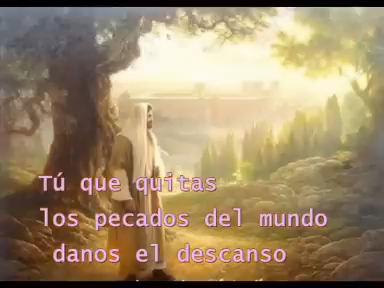 Tú que quitas
los pecados del mundo
danos el descanso